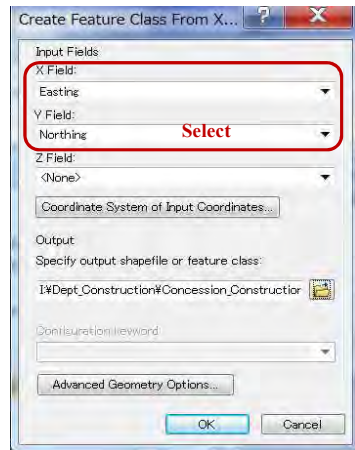 Create Feature Class From X...
Input Fields
X Field:
Easting
Y Field:
Northing
Select
Z Field:
<None>
Coordinate System of Input Coordinates...
Output
Specify output shapefile or feature class:
I¥Dept_Construction¥Concession_Construction
Configuration keyword
Advanced Geometry Options...
OK Cancel